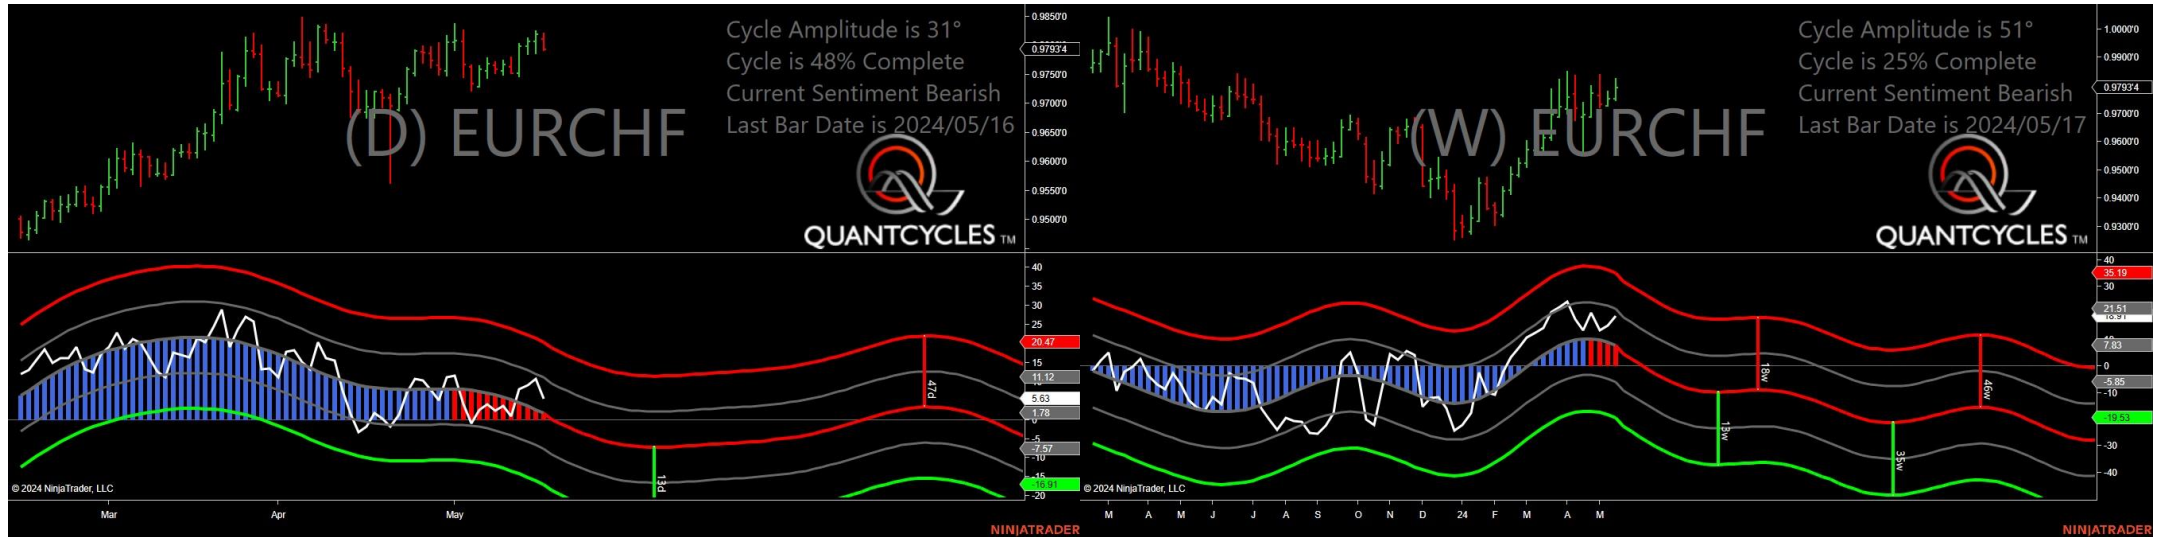 Cycle Amplitude is 31°
Cycle is 48% Complete
Current Sentiment Bearish
Last Bar Date is 2024/05/16
(D) EURCHF
QUANTCYCLES TM
0.9850'0
0.9793'4
0.9750'0
0.9700'0
0.9650'0
0.9600'0
0.9550'0
0.9500'0
40
35
30
25
20.47
15
11.12
5.63
1.78
0
-5
-7.57
-10
-15
-16.91
-20
47d
13d
© 2024 NinjaTrader, LLC
Mar
Apr
May
NINJATRADER
Cycle Amplitude is 51°
Cycle is 25% Complete
Current Sentiment Bearish
Last Bar Date is 2024/05/17
(W) EURCHF
QUANTCYCLES TM
1.0000'0
0.9900'0
0.9793'4
0.9700'0
0.9600'0
0.9500'0
0.9400'0
0.9300'0
40
35.19
30
21.51
18.91
7.83
0
-5.85
-10
-19.53
-30
-40
18w
13w
46w
35w
© 2024 NinjaTrader, LLC
M A M J J A S O N D 24 F M A M
NINJATRADER